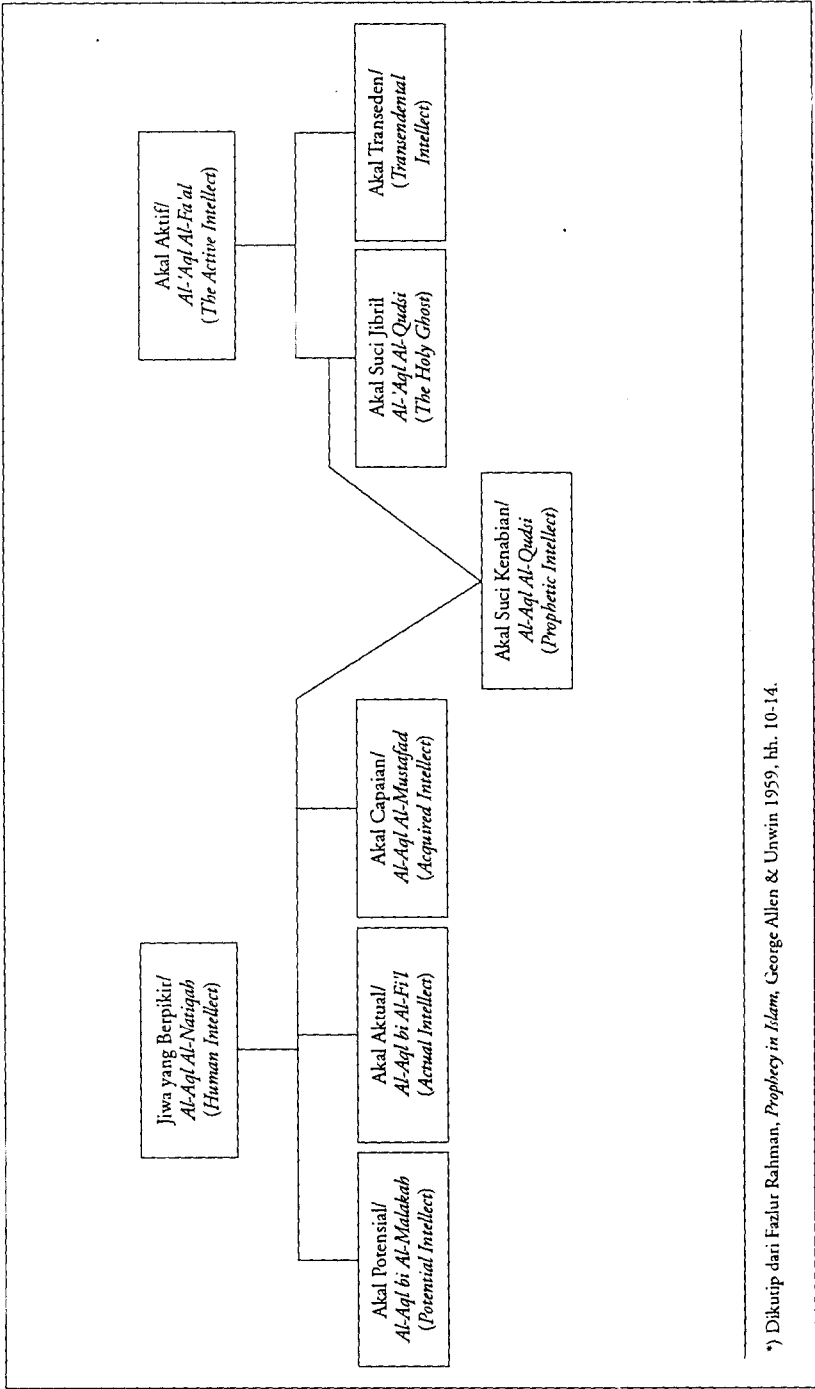 Jiwa yang Berpikir/
Al-Aql Al-Natiqah
(Human Intellect)
Akal Aktif/
Al-'Aql Al-Fa'al
(The Active Intellect)
Akal Potensial/
Al-Aql bi Al-Malakah
(Potential Intellect)
Akal Aktual/
Al-Aql bi Al-Fi'l
(Actual Intellect)
Akal Capaian/
Al-Aql Al-Mustafad
(Acquired Intellect)
Akal Suci Jibril
Al-'Aql Al-Qudsi
(The Holy Ghost)
Akal Transeden/
(Transendental
Intellect)
Akal Suci Kenabian/
Al-Aql Al-Qudsi
(Prophetic Intellect)
*) Dikutip dari Fazlur Rahman, Prophecy in Islam, George Allen & Unwin 1959, hh. 10-14.